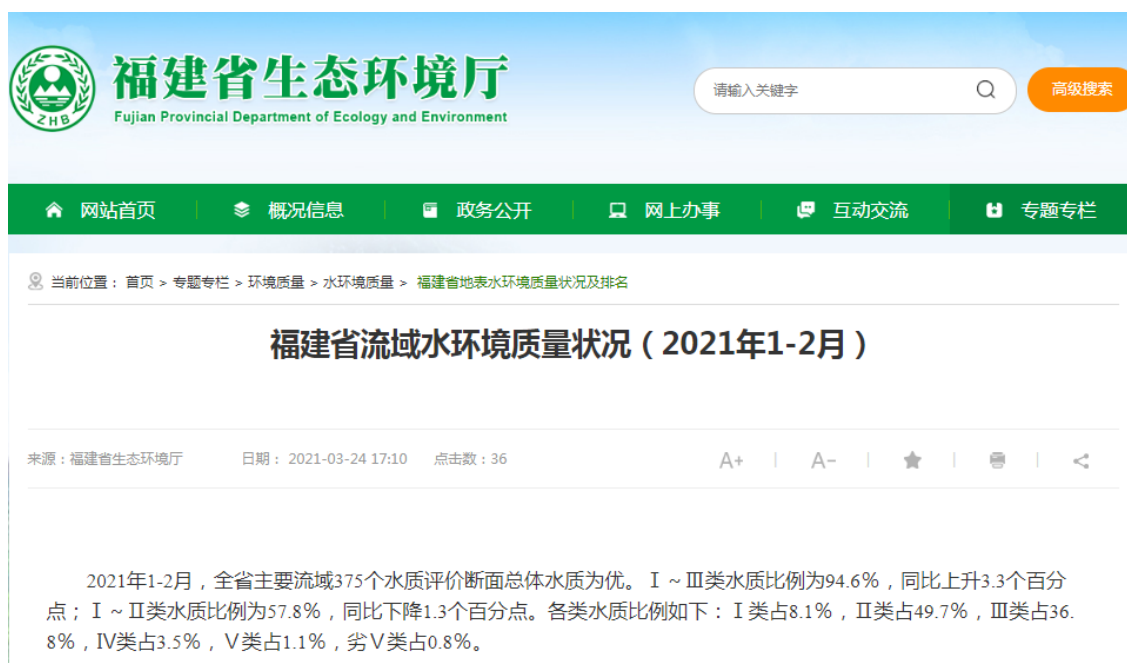 福建省生态环境厅
Fujian Provincial Department of Ecology and Environment
ZHB
请输入关键字
高级搜索
网站首页 概况信息 政务公开 网上办事 互动交流 专题专栏
当前位置：首页 > 专题专栏 > 环境质量 > 水环境质量 > 福建省地表水环境质量状况及排名
福建省流域水环境质量状况（2021年1-2月）
来源：福建省生态环境厅 日期： 2021-03-24 17:10 点击数：36 A+ A−
2021年1-2月，全省主要流域375个水质评价断面总体水质为优。Ⅰ～Ⅲ类水质比例为94.6%，同比上升3.3个百分
点；Ⅰ～Ⅱ类水质比例为57.8%，同比下降1.3个百分点。各类水质比例如下：Ⅰ类占8.1%，Ⅱ类占49.7%，Ⅲ类占36.
8%，Ⅳ类占3.5%，Ⅴ类占1.1%，劣Ⅴ类占0.8%。